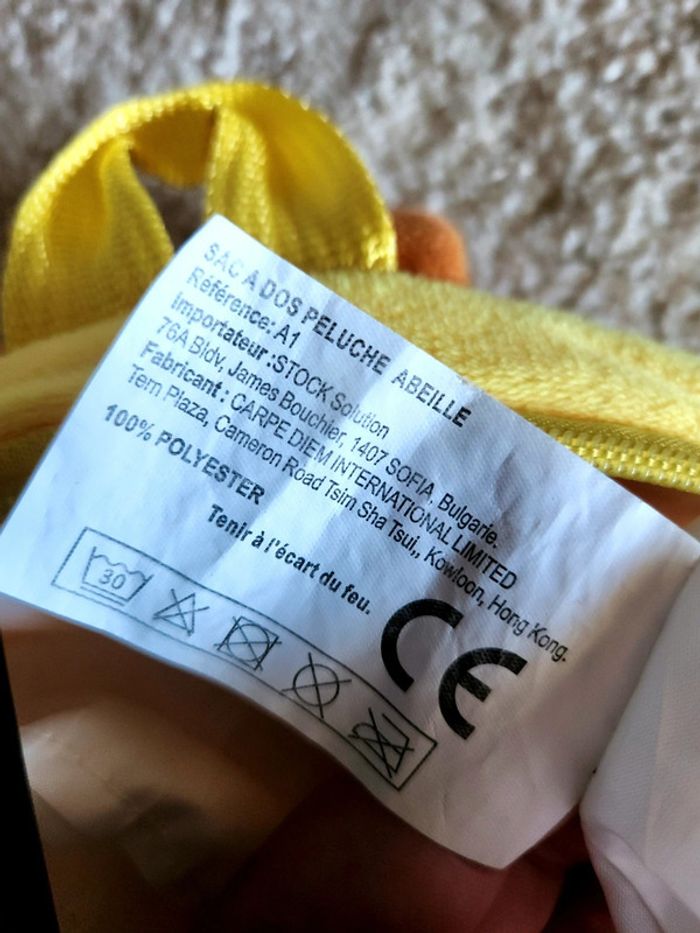 SAC A DOS PELUCHE ABEILLE
Référence: A1
Importateur :STOCK Solution
76A Bldv, James Bouchier, 1407 SOFIA, Bulgarie.
Fabricant : CARPE DIEM INTERNATIONAL LIMITED
Tern Plaza, Cameron Road Tsim Sha Tsui,, Kowloon, Hong Kong.
100% POLYESTER
Tenir à l'écart du feu.
30
CE